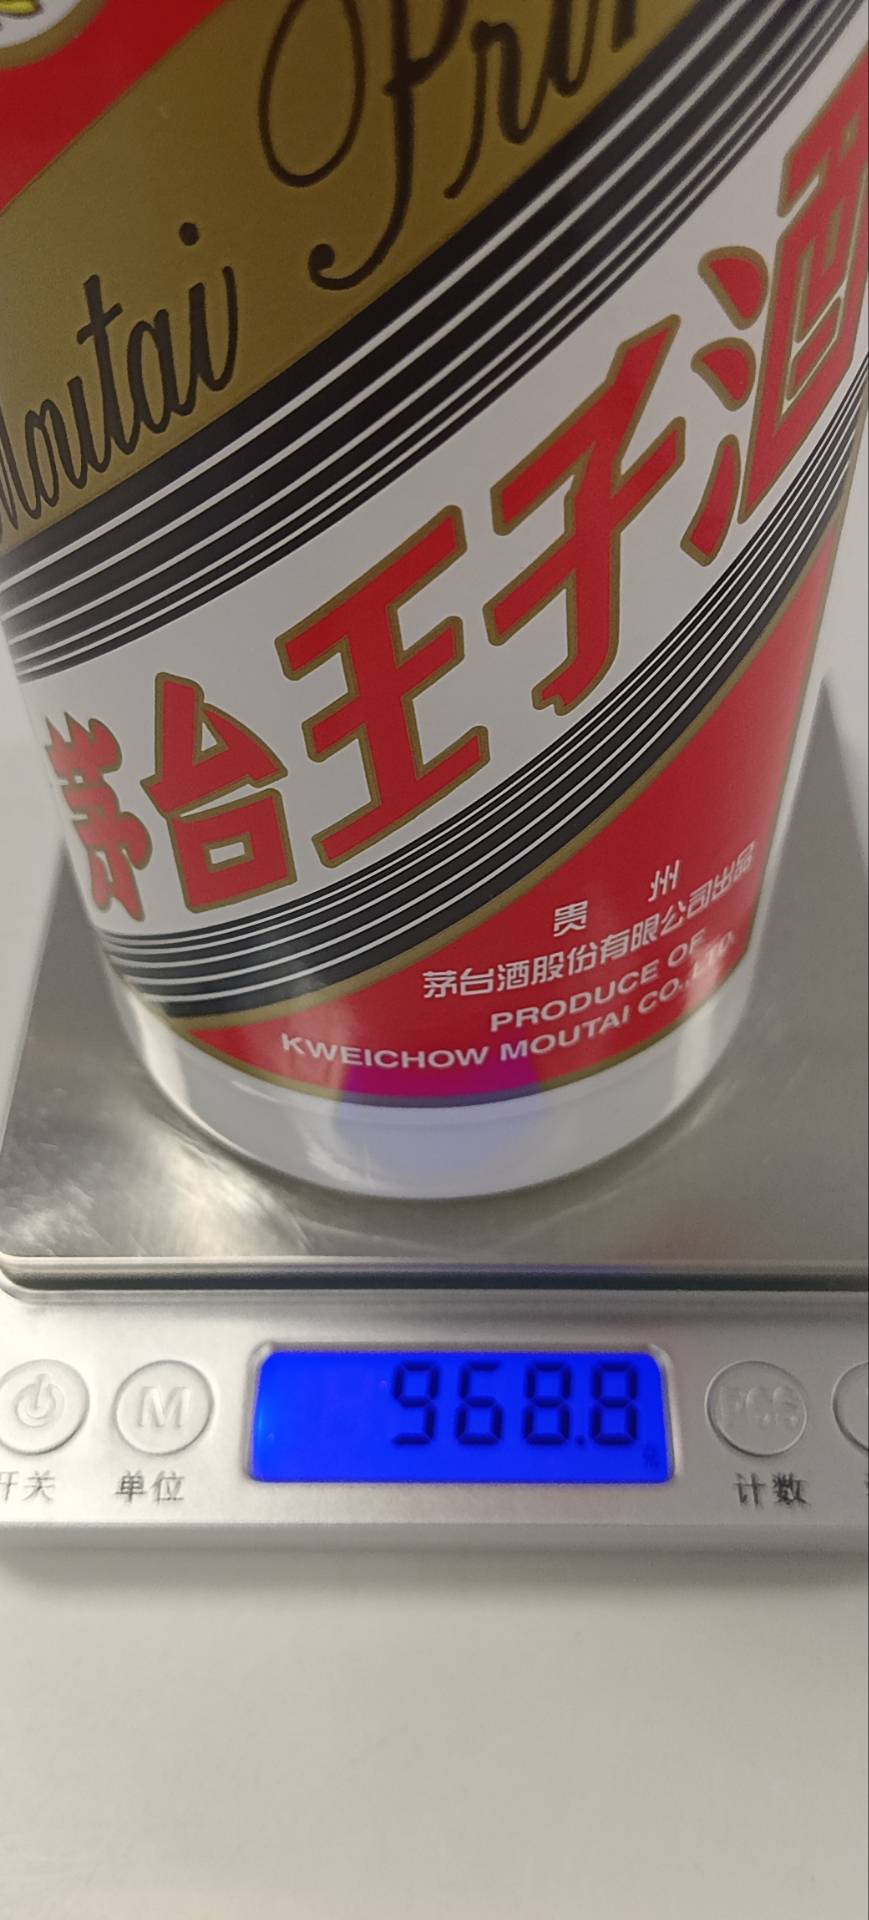 Moutai Prin
茅台王子酒
贵州
茅台酒股份有限公司出品
PRODUCE OF
KWEICHOW MOUTAI CO.,LTD.
968.8
M
PCS
开关
单位
计数